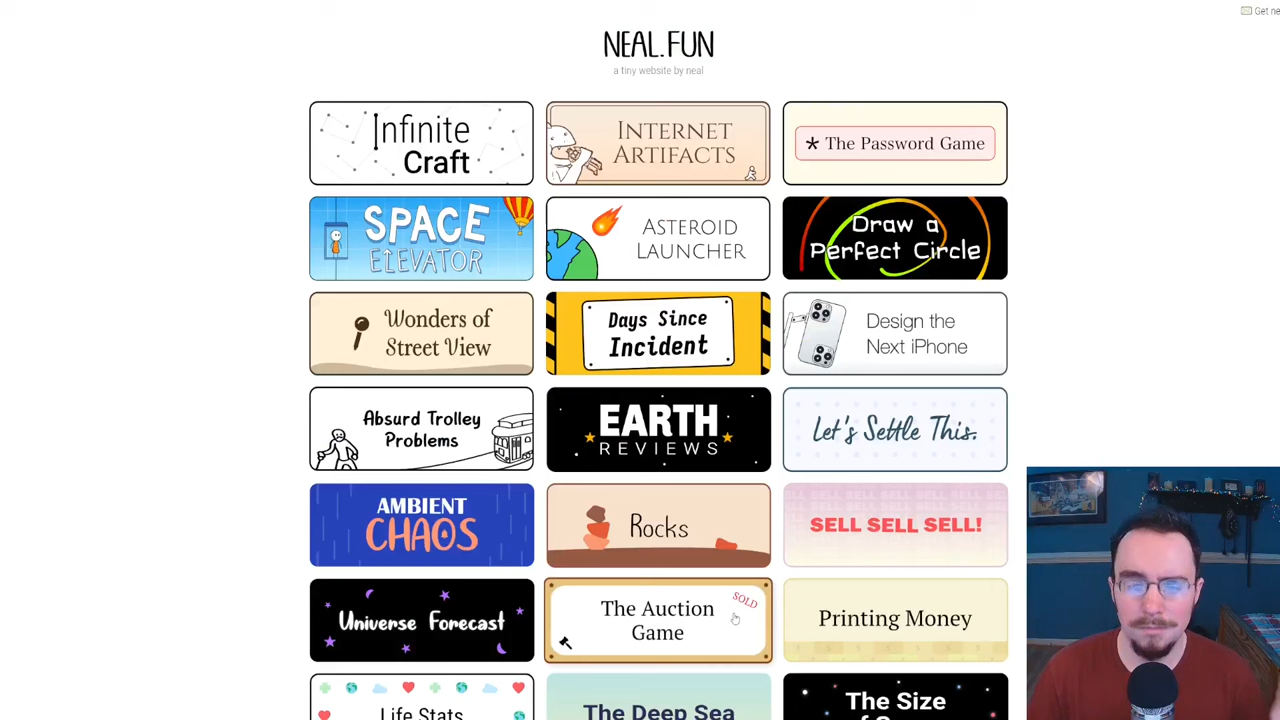 Get ne
NEAL.FUN
a tiny website by neal
Infinite
Craft
INTERNET
ARTIFACTS
* The Password Game
SPACE
ELEVATOR
ASTEROID
LAUNCHER
Draw a
Perfect Circle
Wonders of
Street View
Days Since
Incident
Design the
Next iPhone
Absurd Trolley
Problems
EARTH
REVIEWS
Let's Settle This.
AMBIENT
CHAOS
Rocks
SELL SELL SELL!
Universe Forecast
The Auction
Game
SOLD
Printing Money
Life Stats
The Deep Sea
The Size
of S